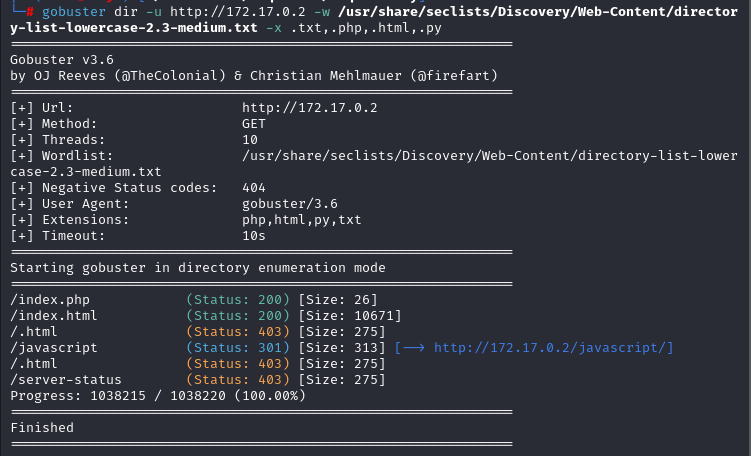 └─# gobuster dir -u http://172.17.0.2 -w /usr/share/seclists/Discovery/Web-Content/director
y-list-lowercase-2.3-medium.txt -x .txt,.php,.html,.py
===============================================================
Gobuster v3.6
by OJ Reeves (@TheColonial) & Christian Mehlmauer (@firefart)
===============================================================
[+] Url:                     http://172.17.0.2
[+] Method:                  GET
[+] Threads:                 10
[+] Wordlist:                /usr/share/seclists/Discovery/Web-Content/directory-list-lower
case-2.3-medium.txt
[+] Negative Status codes:   404
[+] User Agent:              gobuster/3.6
[+] Extensions:              php,html,py,txt
[+] Timeout:                 10s
===============================================================
Starting gobuster in directory enumeration mode
===============================================================
/index.php            (Status: 200) [Size: 26]
/index.html           (Status: 200) [Size: 10671]
/.html                (Status: 403) [Size: 275]
/javascript           (Status: 301) [Size: 313] [--> http://172.17.0.2/javascript/]
/.html                (Status: 403) [Size: 275]
/server-status        (Status: 403) [Size: 275]
Progress: 1038215 / 1038220 (100.00%)
===============================================================
Finished
===============================================================